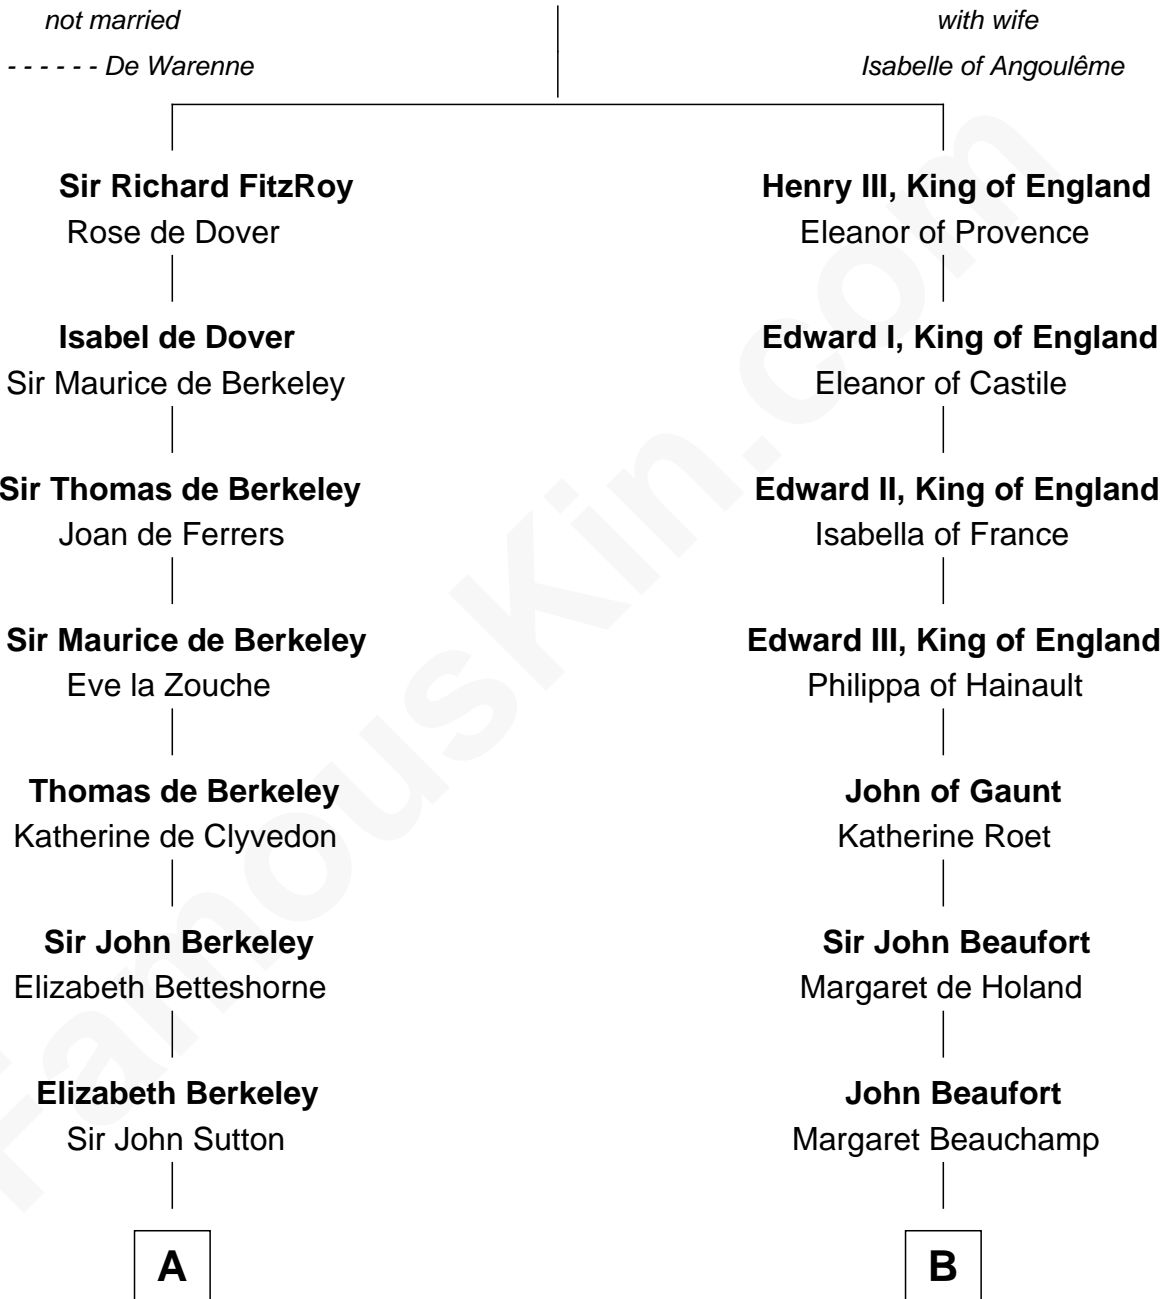 not married
- - - - - - De Warenne
with wife
Isabelle of Angoulême
Sir Richard FitzRoy
Rose de Dover
Henry III, King of England
Eleanor of Provence
Isabel de Dover
Sir Maurice de Berkeley
Edward I, King of England
Eleanor of Castile
Sir Thomas de Berkeley
Joan de Ferrers
Edward II, King of England
Isabella of France
Sir Maurice de Berkeley
Eve la Zouche
Edward III, King of England
Philippa of Hainault
Thomas de Berkeley
Katherine de Clyvedon
John of Gaunt
Katherine Roet
Sir John Berkeley
Elizabeth Betteshorne
Sir John Beaufort
Margaret de Holand
Elizabeth Berkeley
Sir John Sutton
John Beaufort
Margaret Beauchamp
A
B
FamousKin.com